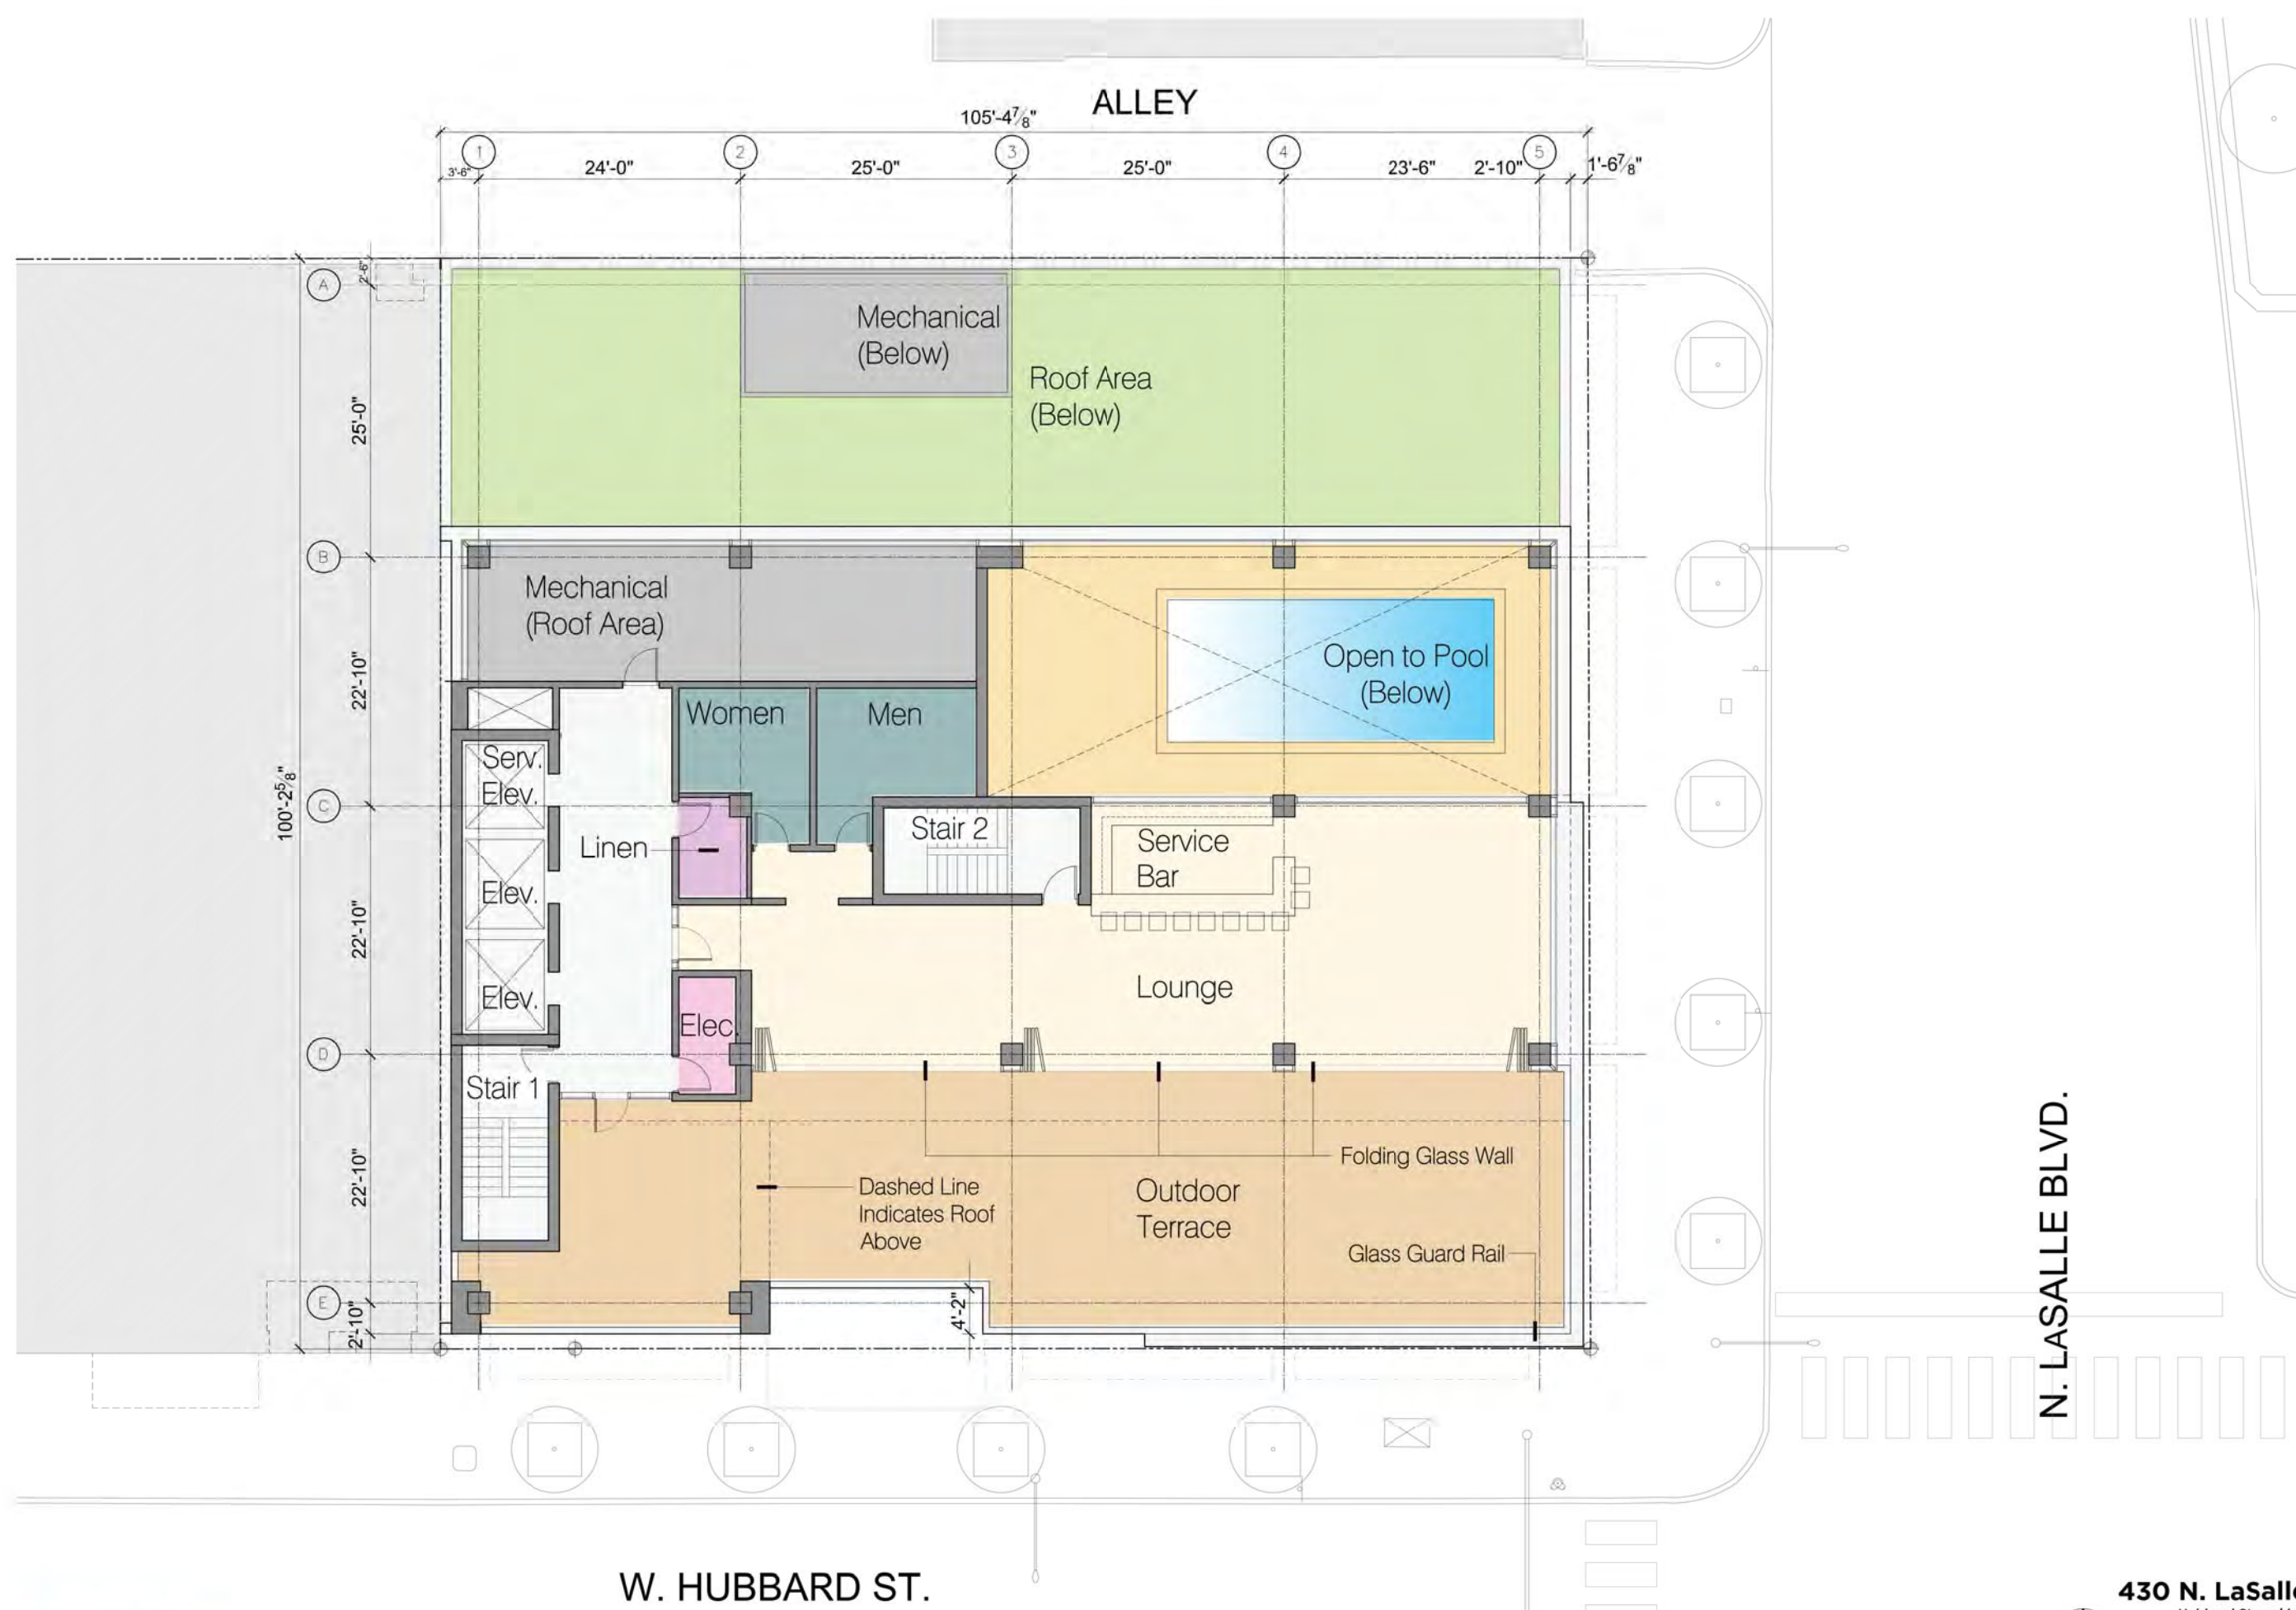 ALLEY
105'-4⅞"
1
2
3
4
5
3'-6"
24'-0"
25'-0"
25'-0"
23'-6"
2'-10"
1'-6⅞"
A
2'-6"
Mechanical
(Below)
Roof Area
(Below)
25'-0"
B
Mechanical
(Roof Area)
22'-10"
Open to Pool
(Below)
Women
Men
Serv.
Elev.
100'-2⅝"
C
Linen
Stair 2
Service
Bar
Elev.
22'-10"
Lounge
Elev.
Elec.
D
Stair 1
Folding Glass Wall
22'-10"
Dashed Line
Indicates Roof
Above
Outdoor
Terrace
Glass Guard Rail
E
2'-10"
4'-2"
N. LASALLE BLVD.
W. HUBBARD ST.
430 N. LaSalle